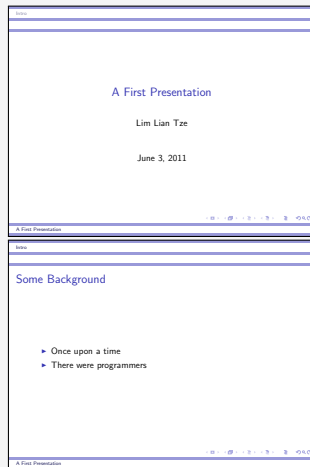 Intro
A First Presentation
Lim Lian Tze
June 3, 2011
A First Presentation
Intro
Some Background
Once upon a time
There were programmers
A First Presentation